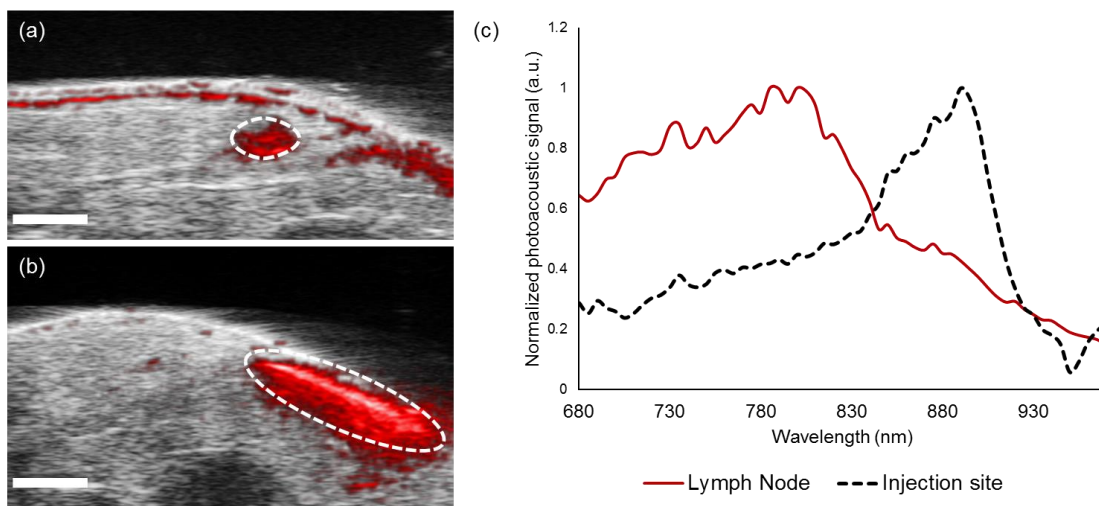 (a)
(b)
(c)
Normalized photoacoustic signal (a.u.)
1.2
1
0.8
0.6
0.4
0.2
0
680 730 780 830 880 930
Wavelength (nm)
Lymph Node Injection site